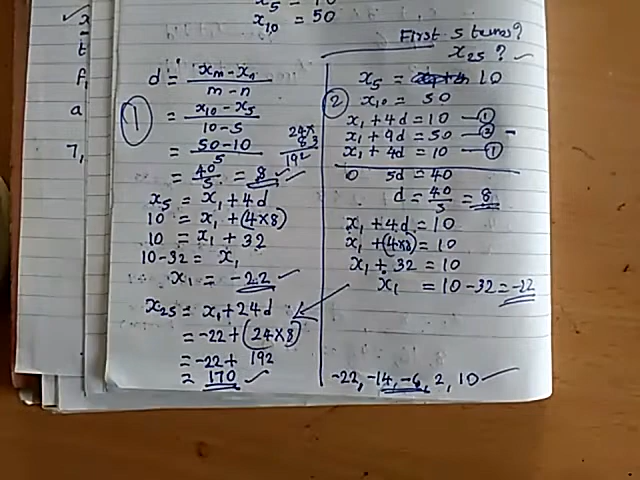 x5 = 10
x10 = 50
First 5 terms?
x25 ?
d = xm - xn / m - n
①
= x10 - x5 / 10 - 5
= 50 - 10 / 5
24×
8
192
= 40/5 = 8
x5 = x1 + 4d
10 = x1 + (4×8)
10 = x1 + 32
10 - 32 = x1
x1 = -22
x25 = x1 + 24d
= -22 + (24×8)
= -22 + 192
= 170
x5 = 10
② x10 = 50
x1 + 4d = 10 — ①
x1 + 9d = 50 — ② -
x1 + 4d = 10 — ①
0 5d = 40
d = 40/5 = 8
x1 + 4d = 10
x1 + (4×8) = 10
x1 + 32 = 10
x1 = 10 - 32 = -22
-22, -14, -6, 2, 10